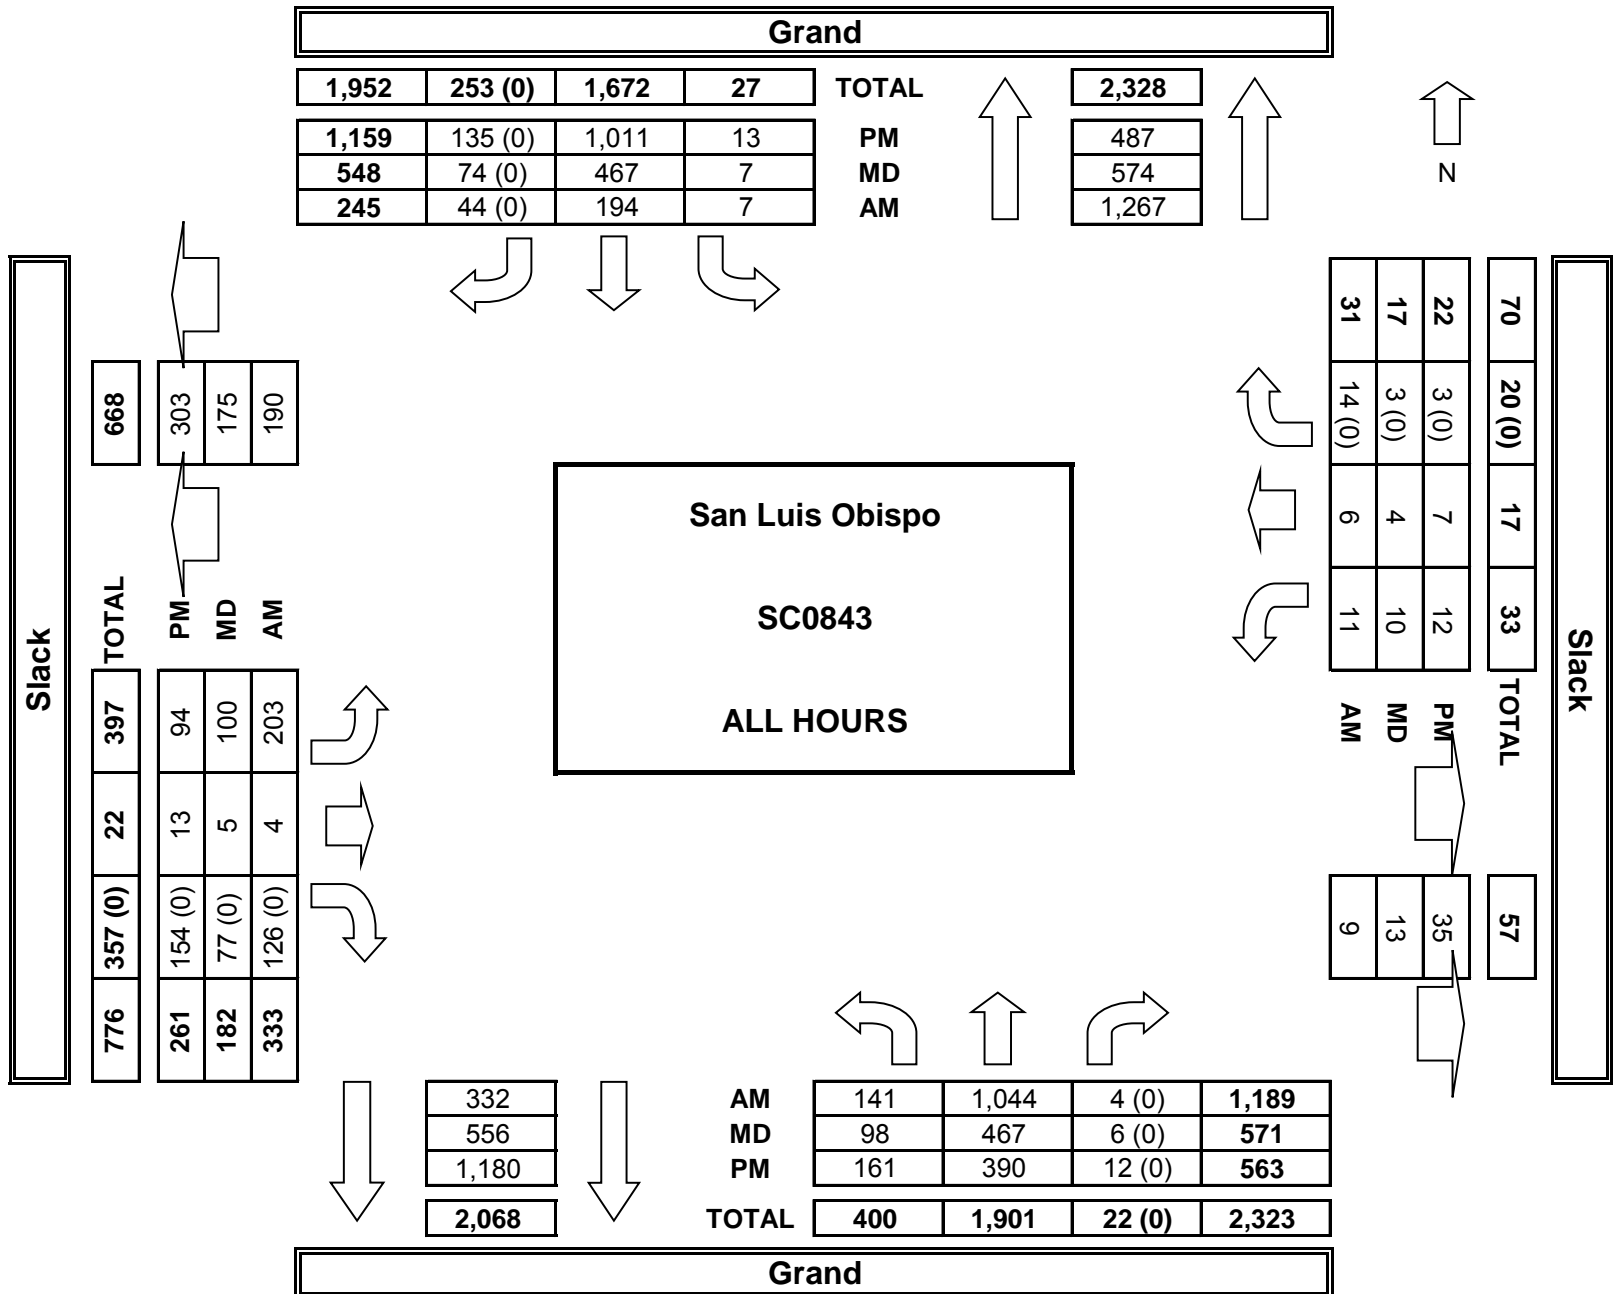 Grand
1,952 253 (0) 1,672 27 TOTAL 2,328
1,159 135 (0) 1,011 13 PM 487
548 74 (0) 467 7 MD 574
245 44 (0) 194 7 AM 1,267
N
Slack
668 303 175 190
TOTAL PM MD AM
397 94 100 203
22 13 5 4
357 (0) 154 (0) 77 (0) 126 (0)
776 261 182 333
San Luis Obispo
SC0843
ALL HOURS
31 17 22 70
14 (0) 3 (0) 3 (0) 20 (0)
6 4 7 17
11 10 12 33
AM MD PM TOTAL
9 13 35 57
Slack
332 AM 141 1,044 4 (0) 1,189
556 MD 98 467 6 (0) 571
1,180 PM 161 390 12 (0) 563
2,068 TOTAL 400 1,901 22 (0) 2,323
Grand